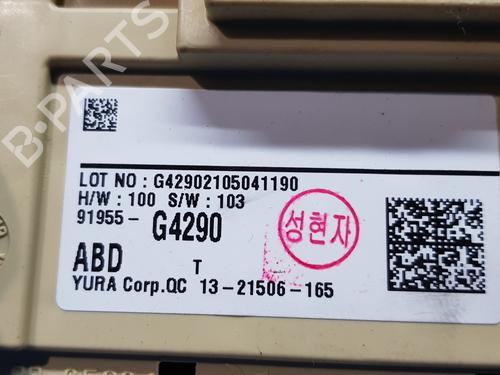 B-PARTS
LOT NO : G42902105041190
H/W : 100 S/W : 103
91955- G4290
성현자
ABD T
YURA Corp.QC 13-21506-165